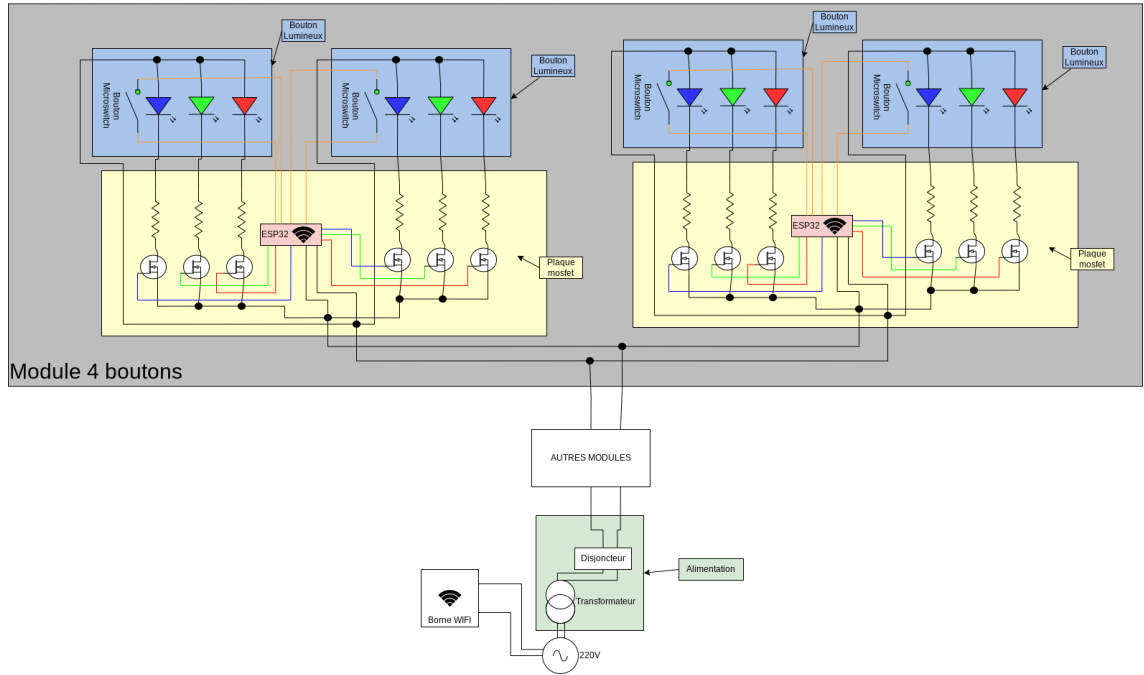 Bouton
Lumineux
Bouton
Lumineux
Bouton
Lumineux
Bouton
Lumineux
Bouton
Microswitch
Bouton
Microswitch
Bouton
Microswitch
Bouton
Microswitch
ESP32
ESP32
Plaque
mosfet
Plaque
mosfet
Module 4 boutons
AUTRES MODULES
Disjoncteur
Alimentation
Transformateur
Borne WIFI
220V